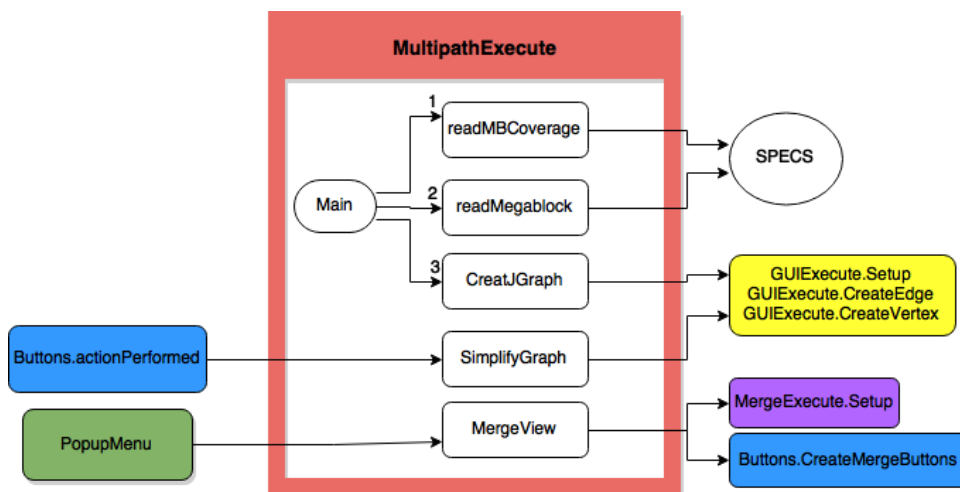 MultipathExecute
1
readMBCoverage
SPECS
Main
2
readMegablock
3
CreatJGraph
GUIExecute.Setup
GUIExecute.CreateEdge
GUIExecute.CreateVertex
Buttons.actionPerformed
SimplifyGraph
MergeExecute.Setup
PopupMenu
MergeView
Buttons.CreateMergeButtons